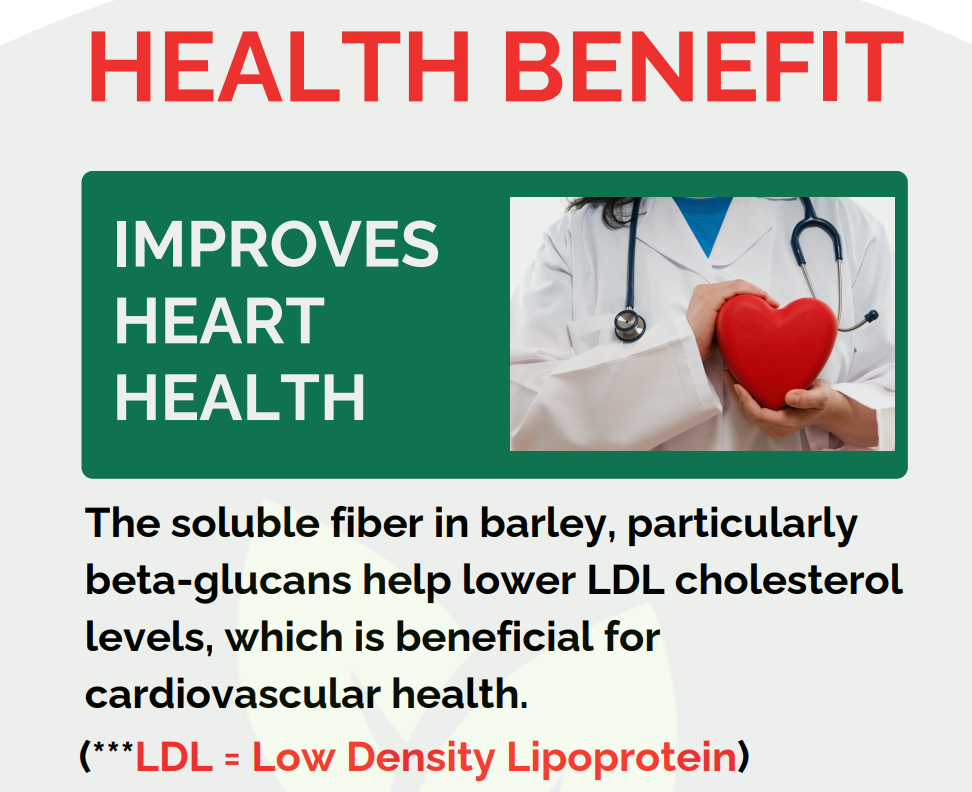 HEALTH BENEFIT
IMPROVES
HEART
HEALTH
The soluble fiber in barley, particularly
beta-glucans help lower LDL cholesterol
levels, which is beneficial for
cardiovascular health.
(***LDL = Low Density Lipoprotein)